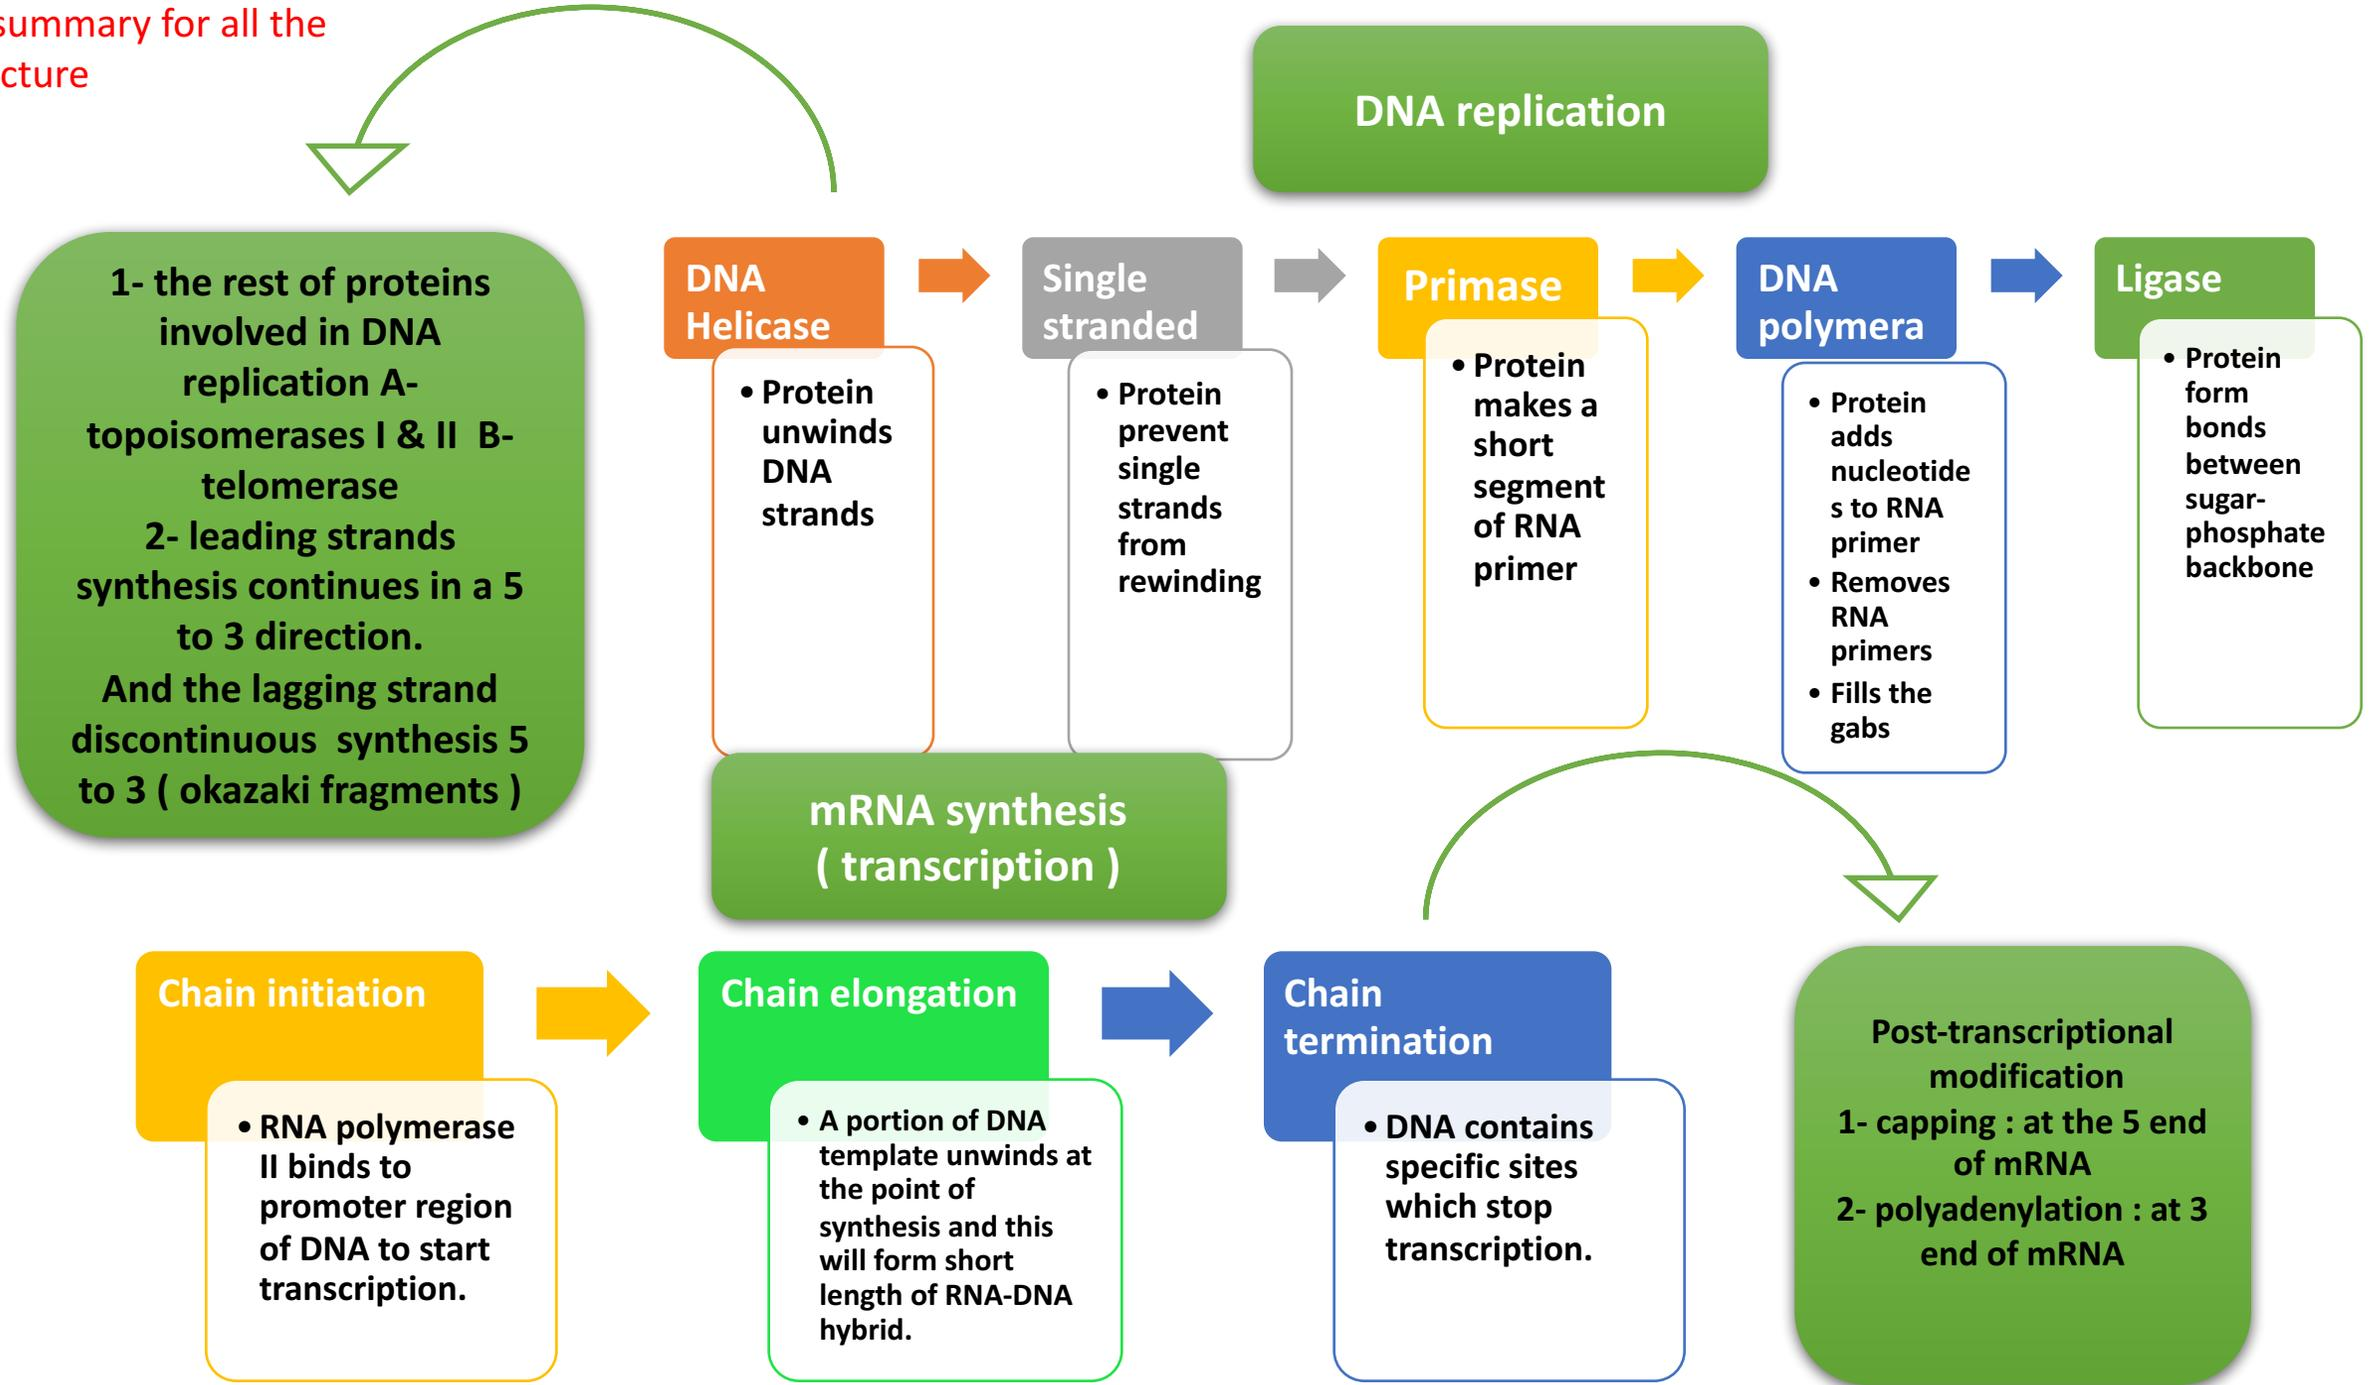 summary for all the
cture
DNA replication
1- the rest of proteins
involved in DNA
replication A-
topoisomerases I & II  B-
telomerase
2- leading strands
synthesis continues in a 5
to 3 direction.
And the lagging strand
discontinuous  synthesis 5
to 3 ( okazaki fragments )
DNA
Helicase
• Protein
unwinds
DNA
strands
Single
stranded
• Protein
prevent
single
strands
from
rewinding
Primase
• Protein
makes a
short
segment
of RNA
primer
DNA
polymera
• Protein
adds
nucleotide
s to RNA
primer
• Removes
RNA
primers
• Fills the
gabs
Ligase
• Protein
form
bonds
between
sugar-
phosphate
backbone
mRNA synthesis
( transcription )
Chain initiation
• RNA polymerase
II binds to
promoter region
of DNA to start
transcription.
Chain elongation
• A portion of DNA
template unwinds at
the point of
synthesis and this
will form short
length of RNA-DNA
hybrid.
Chain
termination
• DNA contains
specific sites
which stop
transcription.
Post-transcriptional
modification
1- capping : at the 5 end
of mRNA
2- polyadenylation : at 3
end of mRNA